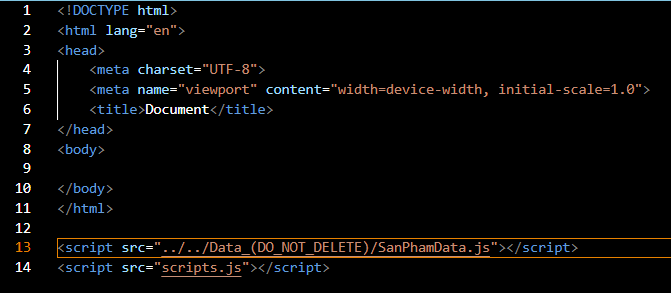 1 <!DOCTYPE html>
2 <html lang="en">
3 <head>
4     <meta charset="UTF-8">
5     <meta name="viewport" content="width=device-width, initial-scale=1.0">
6     <title>Document</title>
7 </head>
8 <body>
9
10 </body>
11 </html>
12
13 <script src="../../Data_(DO_NOT_DELETE)/SanPhamData.js"></script>
14 <script src="scripts.js"></script>